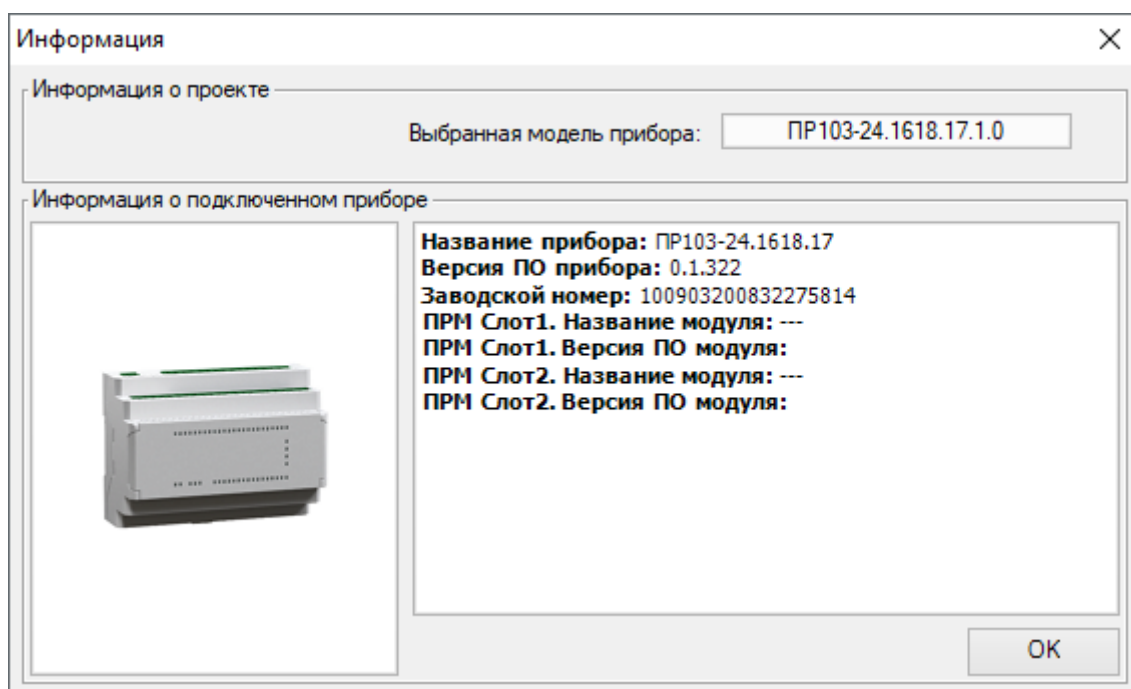 Информация
Информация о проекте
Выбранная модель прибора: ПР103-24.1618.17.1.0
Информация о подключенном приборе
Название прибора: ПР103-24.1618.17
Версия ПО прибора: 0.1.322
Заводской номер: 100903200832275814
ПРМ Слот1. Название модуля: ---
ПРМ Слот1. Версия ПО модуля:
ПРМ Слот2. Название модуля: ---
ПРМ Слот2. Версия ПО модуля:
OK